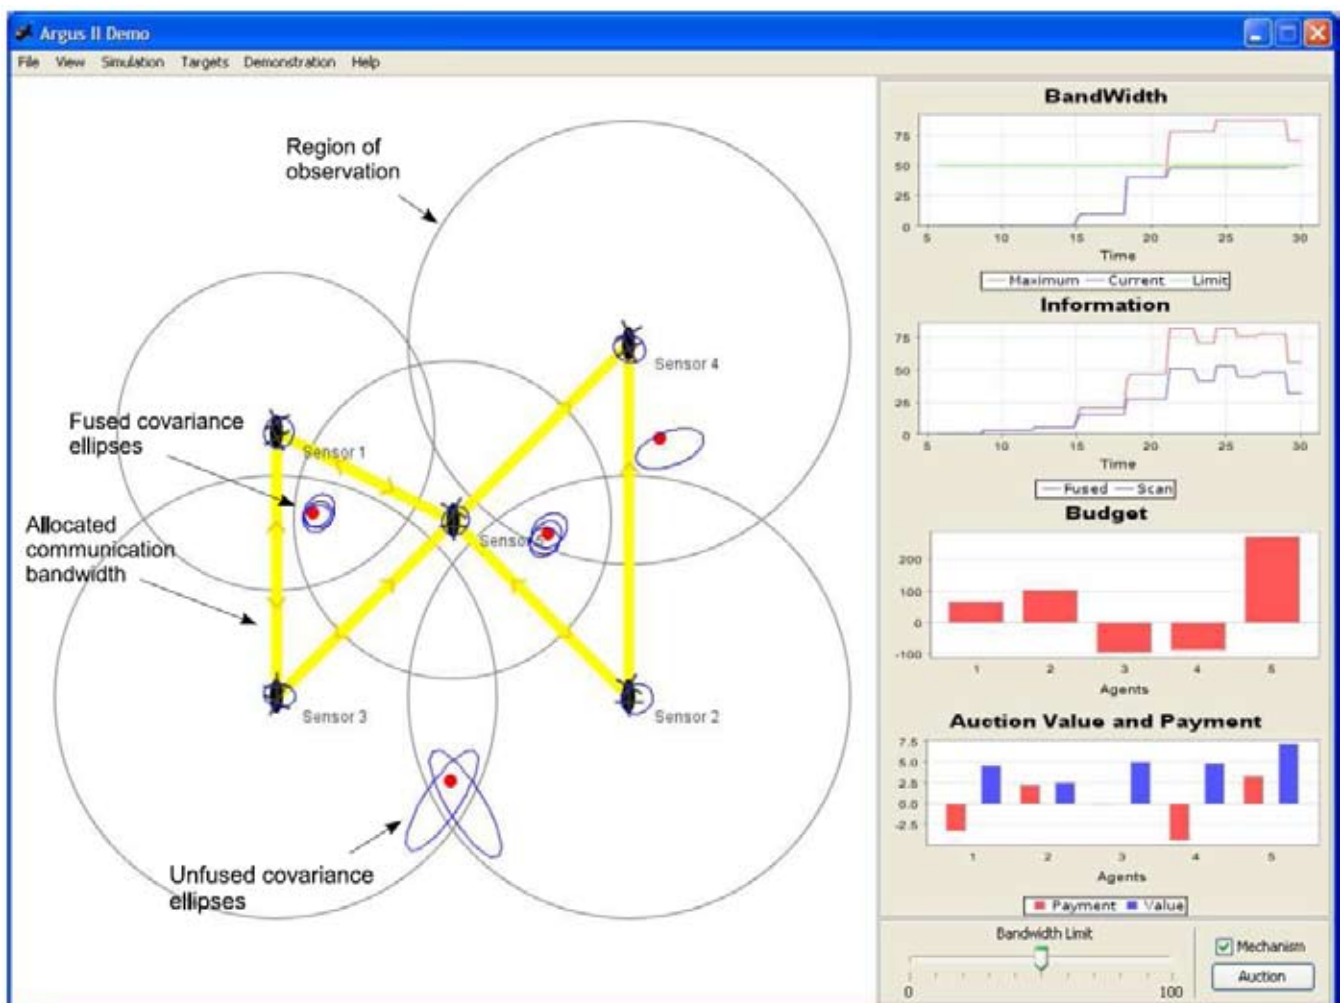 Argus II Demo
File View Simulation Targets Demonstration Help
Region of
observation
Sensor 4
Fused covariance
ellipses
Sensor 1
Allocated
communication
bandwidth
Sensor 5
Sensor 3
Sensor 2
Unfused covariance
ellipses
BandWidth
75
50
25
0
5 10 15 20 25 30
Time
Maximum Current Limit
Information
75
50
25
0
5 10 15 20 25 30
Time
Fused Scan
Budget
200
100
0
-100
1 2 3 4 5
Agents
Auction Value and Payment
7.5
5.0
2.5
0.0
-2.5
1 2 3 4 5
Agents
Payment Value
Bandwidth Limit
0 100
Mechanism
Auction